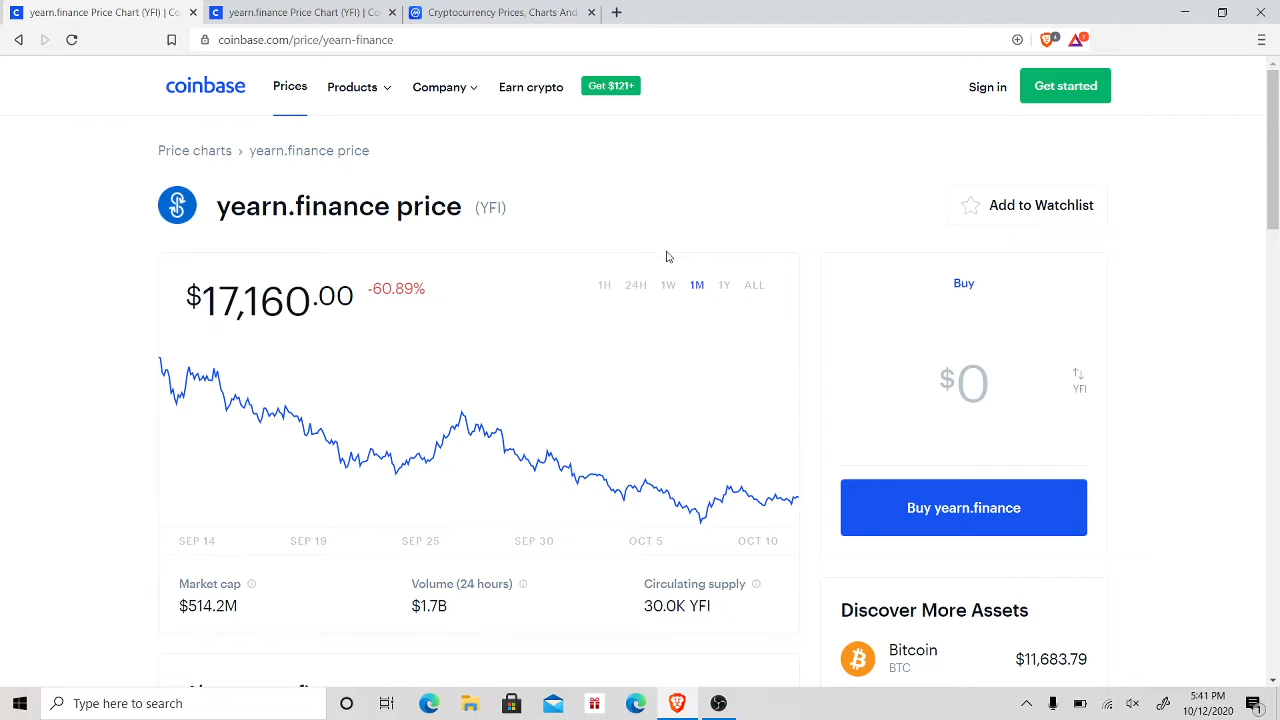 yearn.finance Price Chart (YFI) | Co
yearn.finance Price Chart (YFI) | Co
Cryptocurrency Prices, Charts And
coinbase.com/price/yearn-finance
4
1
coinbase
Prices
Products
Company
Earn crypto
Get $121+
Sign in
Get started
Price charts › yearn.finance price
yearn.finance price (YFI)
Add to Watchlist
$17,160.00 -60.89%
1H 24H 1W 1M 1Y ALL
Buy
$0
YFI
Buy yearn.finance
SEP 14 SEP 19 SEP 25 SEP 30 OCT 5 OCT 10
Market cap Volume (24 hours) Circulating supply
$514.2M $1.7B 30.0K YFI
Discover More Assets
Bitcoin
BTC
$11,683.79
Type here to search
5:41 PM
10/12/2020
1